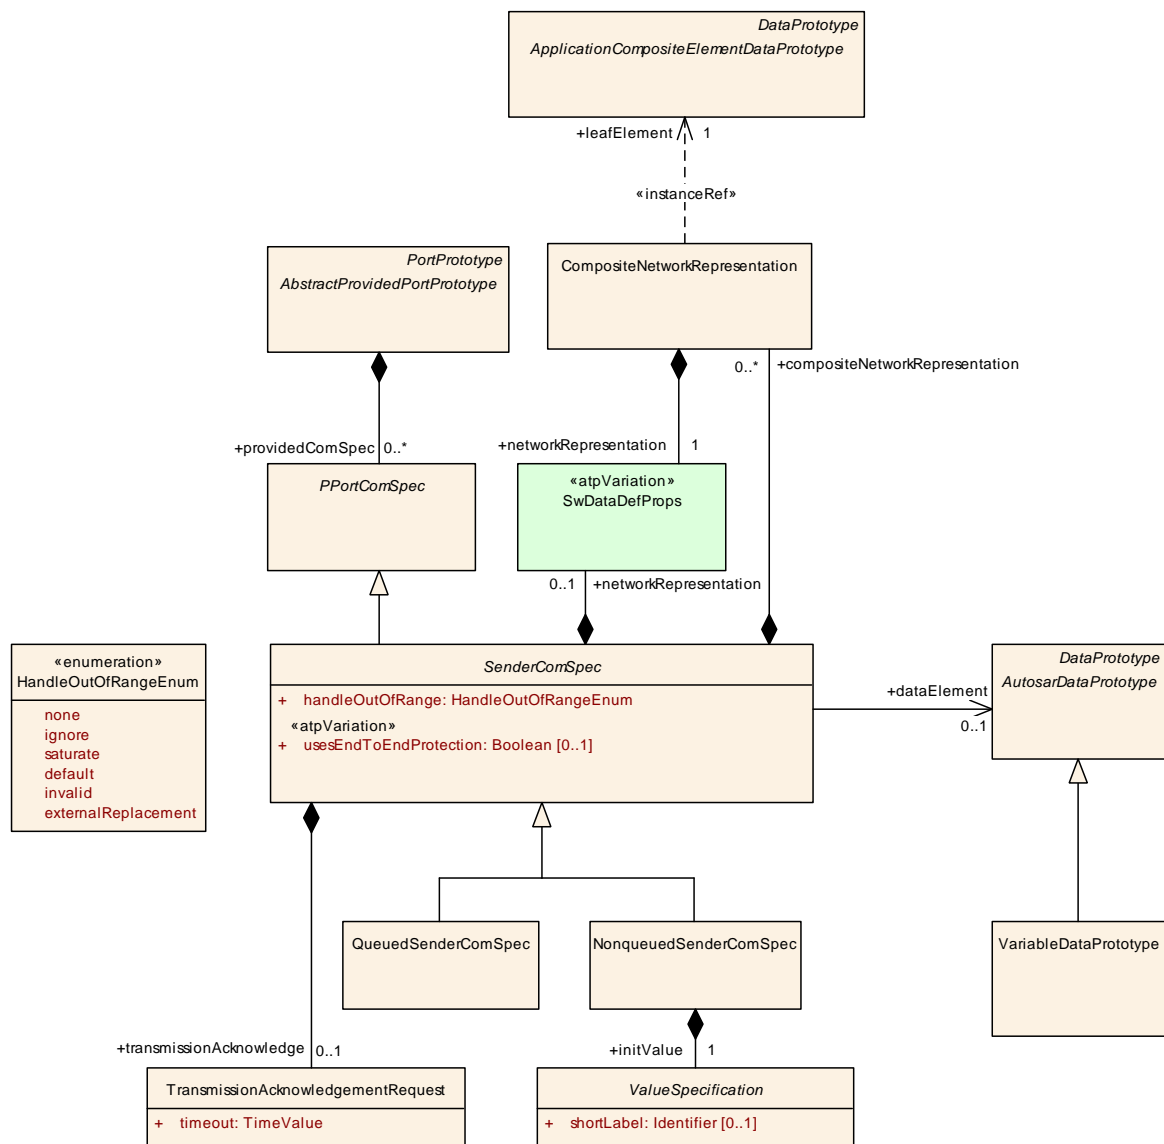 DataPrototype
ApplicationCompositeElementDataPrototype
+leafElement 1
«instanceRef»
PortPrototype
AbstractProvidedPortPrototype
CompositeNetworkRepresentation
0..* +compositeNetworkRepresentation
+providedComSpec 0..*
+networkRepresentation 1
PPortComSpec
«atpVariation»
SwDataDefProps
0..1 +networkRepresentation
«enumeration»
HandleOutOfRangeEnum
none
ignore
saturate
default
invalid
externalReplacement
SenderComSpec
+ handleOutOfRange: HandleOutOfRangeEnum
«atpVariation»
+ usesEndToEndProtection: Boolean [0..1]
+dataElement
0..1
DataPrototype
AutosarDataPrototype
QueuedSenderComSpec
NonqueuedSenderComSpec
VariableDataPrototype
+transmissionAcknowledge 0..1
+initValue 1
TransmissionAcknowledgementRequest
+ timeout: TimeValue
ValueSpecification
+ shortLabel: Identifier [0..1]